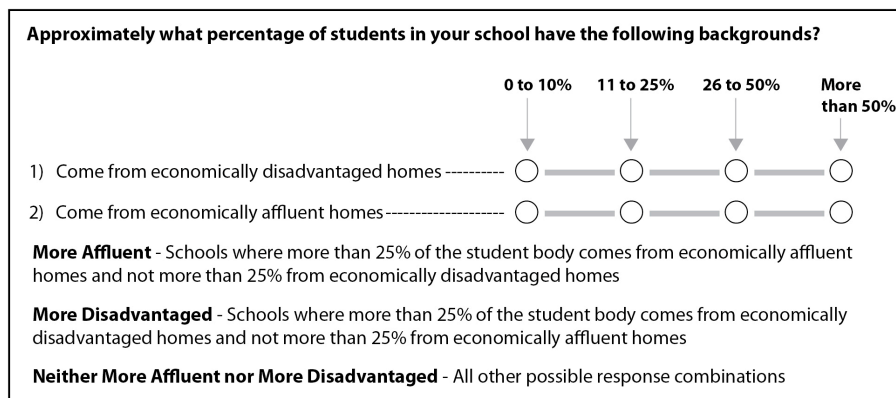 Approximately what percentage of students in your school have the following backgrounds?
0 to 10% 11 to 25% 26 to 50% More
than 50%
1) Come from economically disadvantaged homes ----------
2) Come from economically affluent homes--------------------
More Affluent - Schools where more than 25% of the student body comes from economically affluent
homes and not more than 25% from economically disadvantaged homes
More Disadvantaged - Schools where more than 25% of the student body comes from economically
disadvantaged homes and not more than 25% from economically affluent homes
Neither More Affluent nor More Disadvantaged - All other possible response combinations